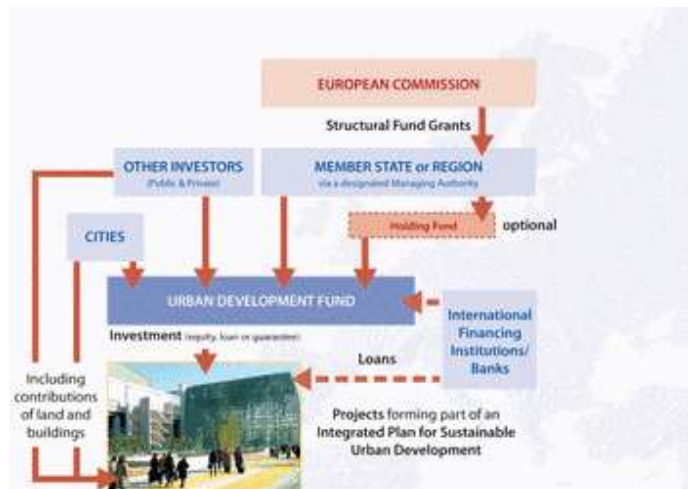 EUROPEAN COMMISSION
Structural Fund Grants
OTHER INVESTORS
(Public & Private)
MEMBER STATE or REGION
via a designated Managing Authority
Holding Fund
optional
CITIES
URBAN DEVELOPMENT FUND
Investment (equity, loan or guarantee)
International
Financing
Institutions/
Banks
Loans
Including
contributions
of land and
buildings
Projects forming part of an
Integrated Plan for Sustainable
Urban Development